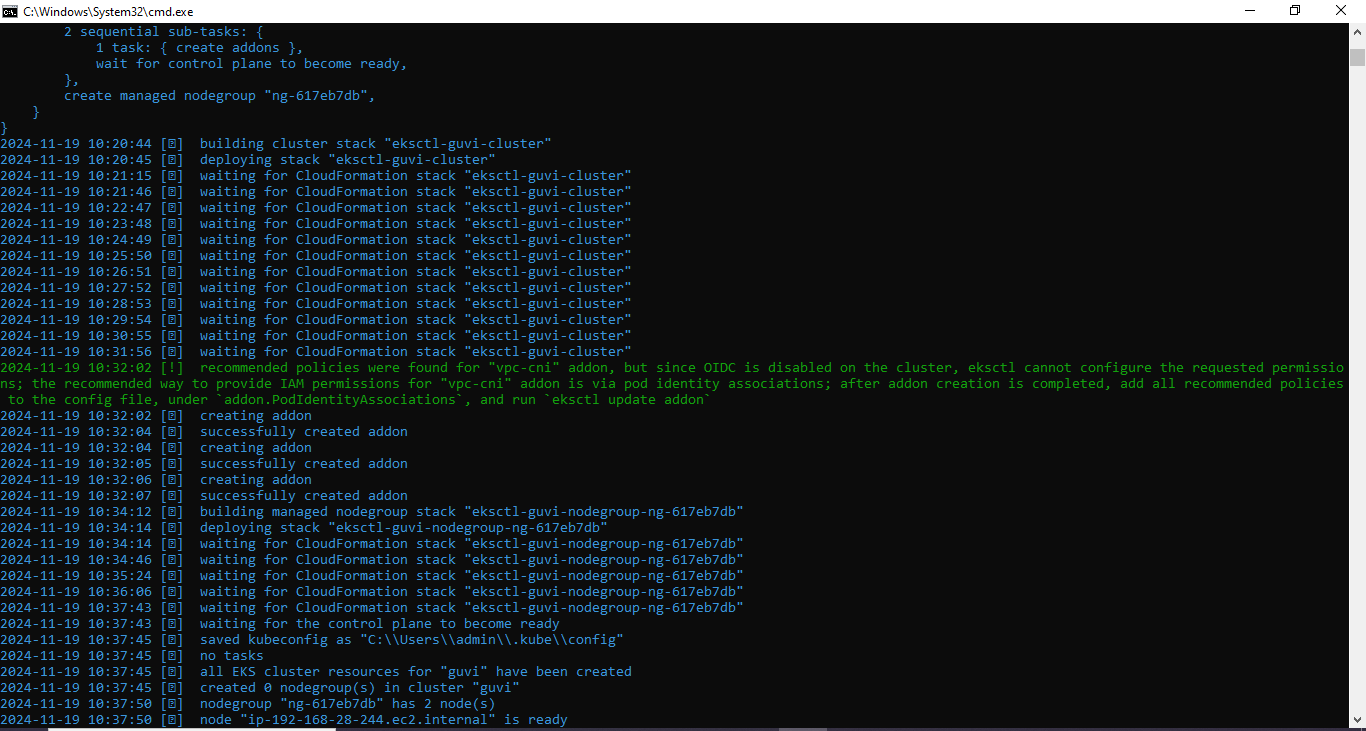 C:\Windows\System32\cmd.exe
2 sequential sub-tasks: {
1 task: { create addons },
wait for control plane to become ready,
},
create managed nodegroup "ng-617eb7db",
}
}
2024-11-19 10:20:44 [ℹ]  building cluster stack "eksctl-guvi-cluster"
2024-11-19 10:20:45 [ℹ]  deploying stack "eksctl-guvi-cluster"
2024-11-19 10:21:15 [ℹ]  waiting for CloudFormation stack "eksctl-guvi-cluster"
2024-11-19 10:21:46 [ℹ]  waiting for CloudFormation stack "eksctl-guvi-cluster"
2024-11-19 10:22:47 [ℹ]  waiting for CloudFormation stack "eksctl-guvi-cluster"
2024-11-19 10:23:48 [ℹ]  waiting for CloudFormation stack "eksctl-guvi-cluster"
2024-11-19 10:24:49 [ℹ]  waiting for CloudFormation stack "eksctl-guvi-cluster"
2024-11-19 10:25:50 [ℹ]  waiting for CloudFormation stack "eksctl-guvi-cluster"
2024-11-19 10:26:51 [ℹ]  waiting for CloudFormation stack "eksctl-guvi-cluster"
2024-11-19 10:27:52 [ℹ]  waiting for CloudFormation stack "eksctl-guvi-cluster"
2024-11-19 10:28:53 [ℹ]  waiting for CloudFormation stack "eksctl-guvi-cluster"
2024-11-19 10:29:54 [ℹ]  waiting for CloudFormation stack "eksctl-guvi-cluster"
2024-11-19 10:30:55 [ℹ]  waiting for CloudFormation stack "eksctl-guvi-cluster"
2024-11-19 10:31:56 [ℹ]  waiting for CloudFormation stack "eksctl-guvi-cluster"
2024-11-19 10:32:02 [!]  recommended policies were found for "vpc-cni" addon, but since OIDC is disabled on the cluster, eksctl cannot configure the requested permissio
ns; the recommended way to provide IAM permissions for "vpc-cni" addon is via pod identity associations; after addon creation is completed, add all recommended policies
to the config file, under `addon.PodIdentityAssociations`, and run `eksctl update addon`
2024-11-19 10:32:02 [ℹ]  creating addon
2024-11-19 10:32:04 [ℹ]  successfully created addon
2024-11-19 10:32:04 [ℹ]  creating addon
2024-11-19 10:32:05 [ℹ]  successfully created addon
2024-11-19 10:32:06 [ℹ]  creating addon
2024-11-19 10:32:07 [ℹ]  successfully created addon
2024-11-19 10:34:12 [ℹ]  building managed nodegroup stack "eksctl-guvi-nodegroup-ng-617eb7db"
2024-11-19 10:34:14 [ℹ]  deploying stack "eksctl-guvi-nodegroup-ng-617eb7db"
2024-11-19 10:34:14 [ℹ]  waiting for CloudFormation stack "eksctl-guvi-nodegroup-ng-617eb7db"
2024-11-19 10:34:46 [ℹ]  waiting for CloudFormation stack "eksctl-guvi-nodegroup-ng-617eb7db"
2024-11-19 10:35:24 [ℹ]  waiting for CloudFormation stack "eksctl-guvi-nodegroup-ng-617eb7db"
2024-11-19 10:36:06 [ℹ]  waiting for CloudFormation stack "eksctl-guvi-nodegroup-ng-617eb7db"
2024-11-19 10:37:43 [ℹ]  waiting for CloudFormation stack "eksctl-guvi-nodegroup-ng-617eb7db"
2024-11-19 10:37:43 [ℹ]  waiting for the control plane to become ready
2024-11-19 10:37:45 [ℹ]  saved kubeconfig as "C:\\Users\\admin\\.kube\\config"
2024-11-19 10:37:45 [ℹ]  no tasks
2024-11-19 10:37:45 [ℹ]  all EKS cluster resources for "guvi" have been created
2024-11-19 10:37:45 [ℹ]  created 0 nodegroup(s) in cluster "guvi"
2024-11-19 10:37:50 [ℹ]  nodegroup "ng-617eb7db" has 2 node(s)
2024-11-19 10:37:50 [ℹ]  node "ip-192-168-28-244.ec2.internal" is ready